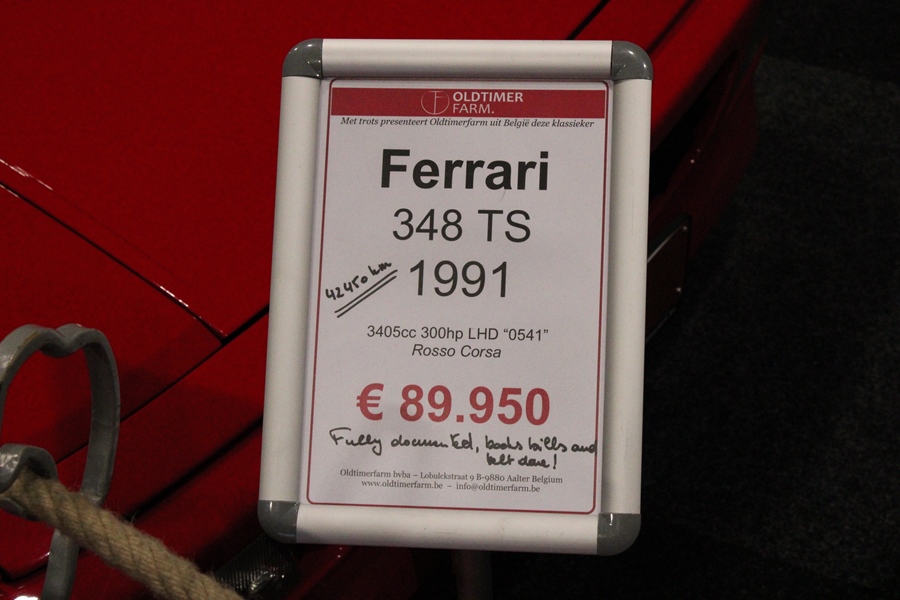 OLDTIMER
FARM.
Met trots presenteert Oldtimerfarm uit België deze klassieker
Ferrari
348 TS
42450 km
1991
3405cc 300hp LHD “0541”
Rosso Corsa
€ 89.950
Fully documented, books bills and
belt done!
Oldtimerfarm bvba – Lobulckstraat 9 B-9880 Aalter Belgium
www.oldtimerfarm.be – info@oldtimerfarm.be